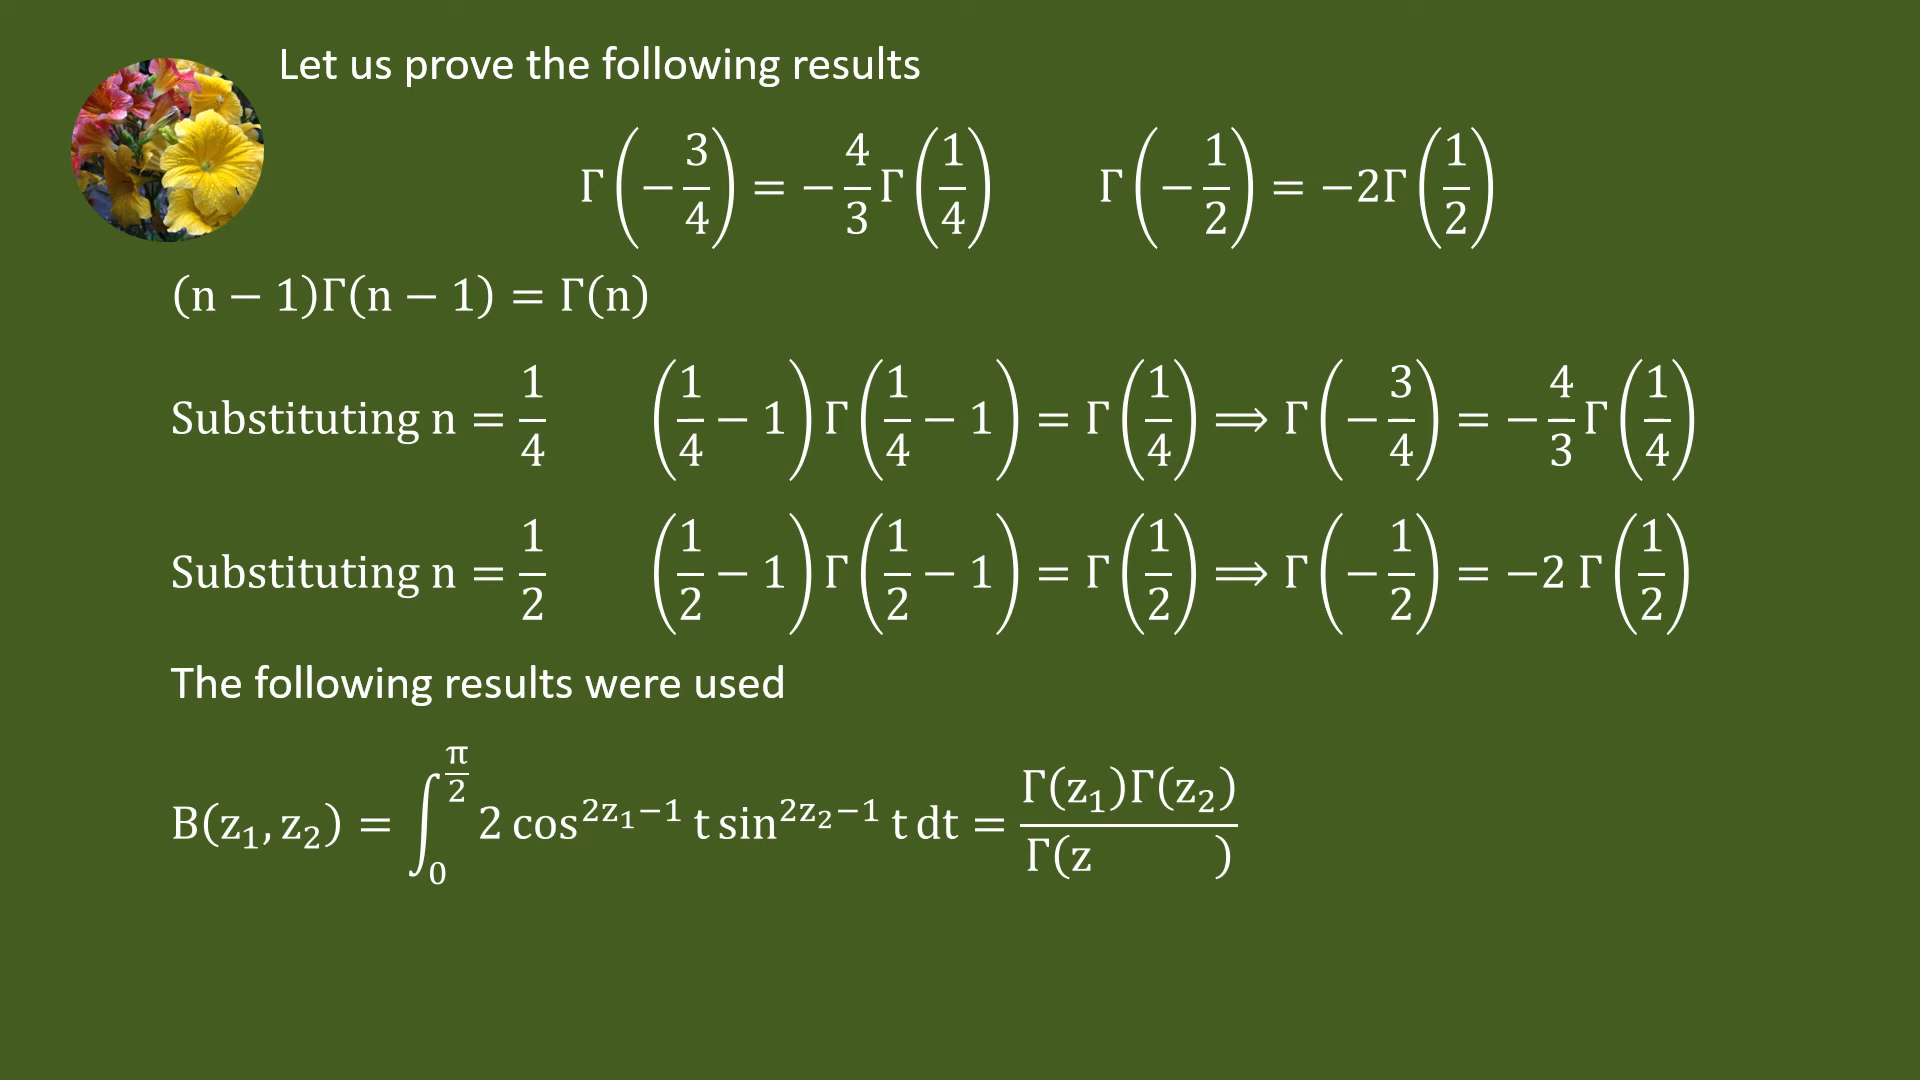 Let us prove the following results
Γ(−3/4) = −4/3 Γ(1/4)    Γ(−1/2) = −2Γ(1/2)
(n − 1)Γ(n − 1) = Γ(n)
Substituting n = 1/4    (1/4 − 1) Γ(1/4 − 1) = Γ(1/4) ⟹ Γ(−3/4) = −4/3 Γ(1/4)
Substituting n = 1/2    (1/2 − 1) Γ(1/2 − 1) = Γ(1/2) ⟹ Γ(−1/2) = −2 Γ(1/2)
The following results were used
B(z₁, z₂) = ∫₀^(π/2) 2 cos^(2z₁−1) t sin^(2z₂−1) t dt = Γ(z₁)Γ(z₂) / Γ(z )